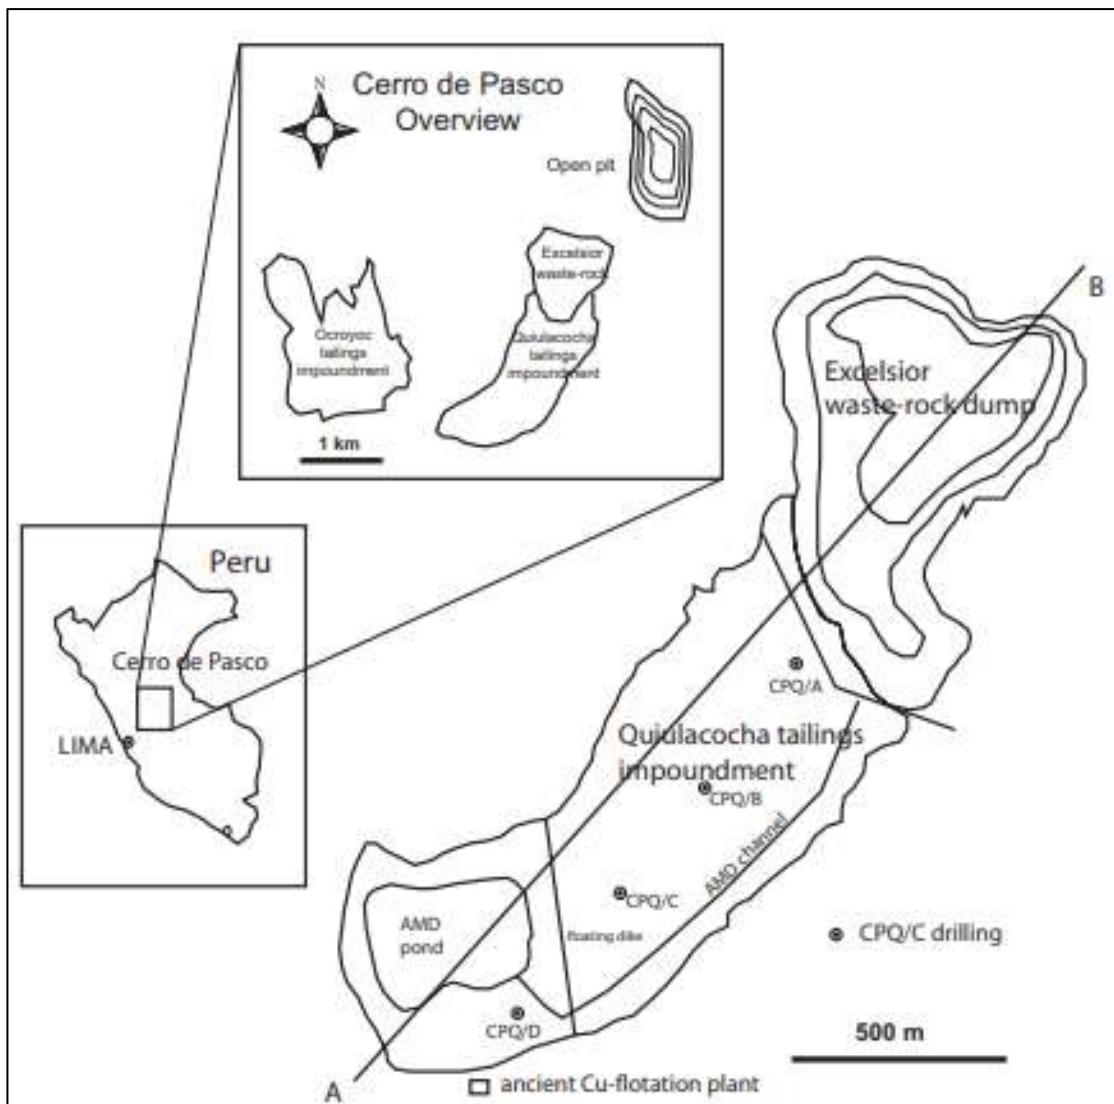 N
Cerro de Pasco
Overview
Open pit
Excelsior
waste-rock
Ocroyoc
tailings
impoundment
Quiulacocha
tailings
impoundment
1 km
B
Excelsior
waste-rock dump
Peru
Cerro de Pasco
LIMA
CPQ/A
Quiulacocha tailings
impoundment
CPQ/B
AMD channel
CPQ/C
AMD
pond
floating dike
CPQ/C drilling
CPQ/D
500 m
A
ancient Cu-flotation plant